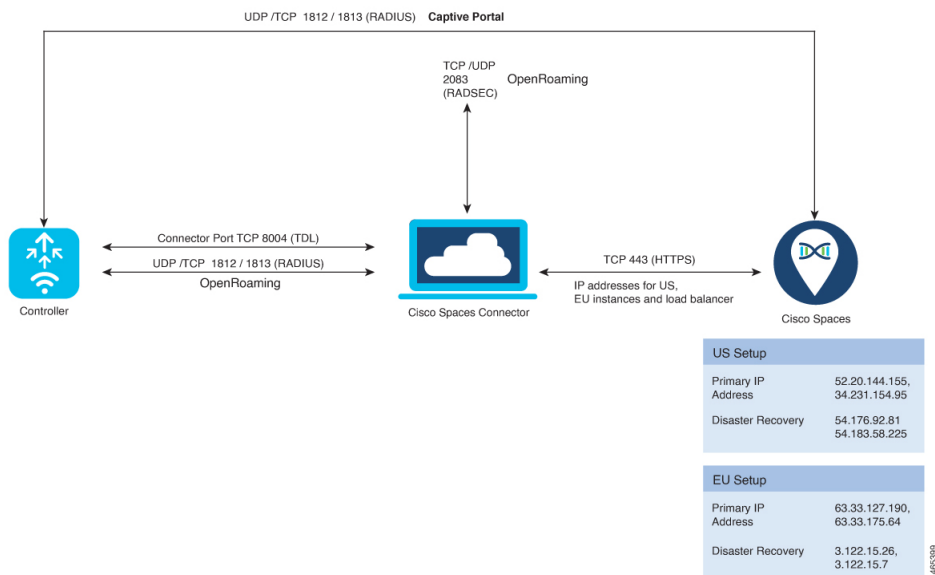 UDP /TCP 1812 / 1813 (RADIUS) Captive Portal
TCP /UDP
2083
(RADSEC)
OpenRoaming
Connector Port TCP 8004 (TDL)
UDP /TCP 1812 / 1813 (RADIUS)
OpenRoaming
TCP 443 (HTTPS)
IP addresses for US,
EU instances and load balancer
Controller
Cisco Spaces Connector
Cisco Spaces
US Setup
Primary IP
Address
52.20.144.155,
34.231.154.95
Disaster Recovery
54.176.92.81
54.183.58.225
EU Setup
Primary IP
Address
63.33.127.190,
63.33.175.64
Disaster Recovery
3.122.15.26,
3.122.15.7
465399